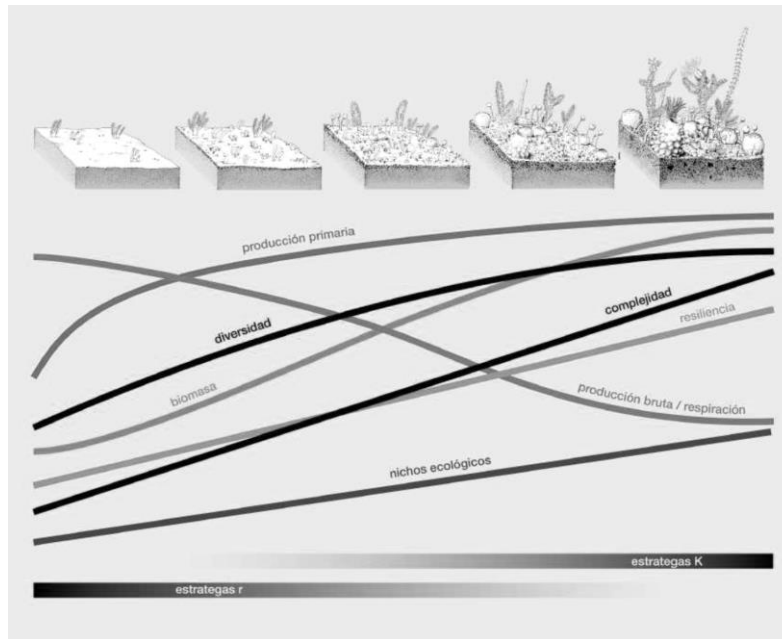 producción primaria
diversidad
complejidad
resiliencia
biomasa
producción bruta / respiración
nichos ecológicos
estrategas K
estrategas r